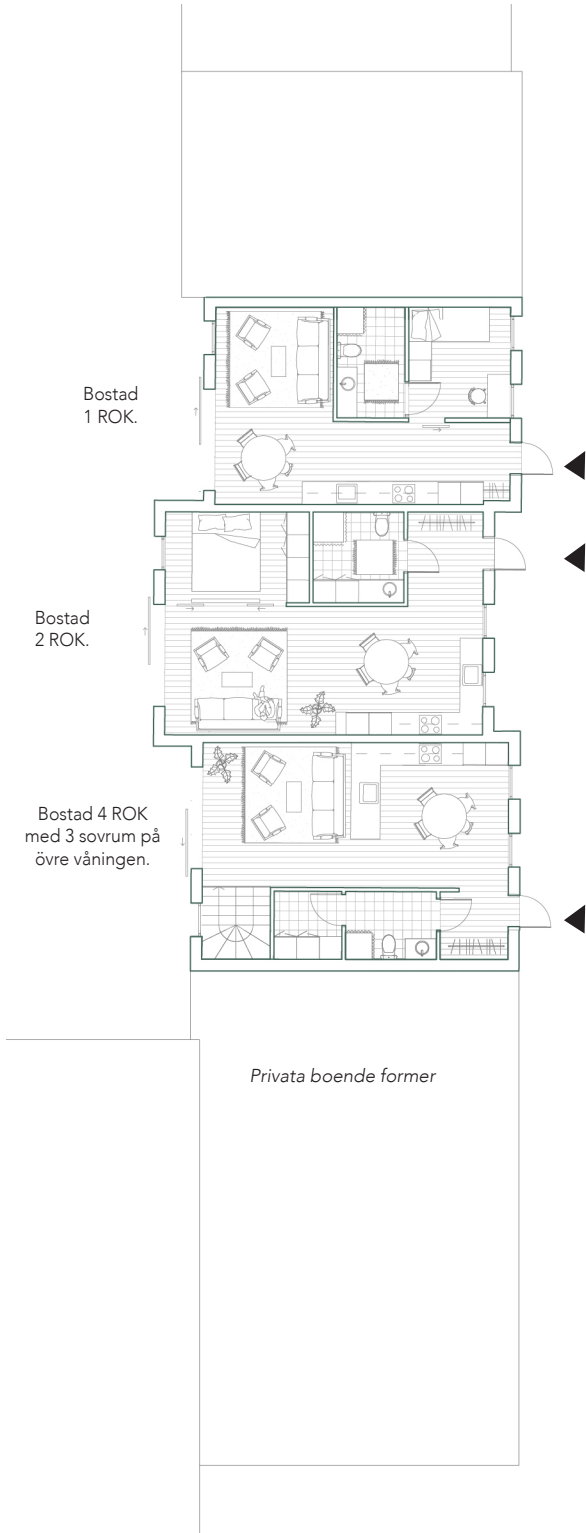 Bostad
1 ROK.
Bostad
2 ROK.
Bostad 4 ROK
med 3 sovrum på
övre våningen.
Privata boende former